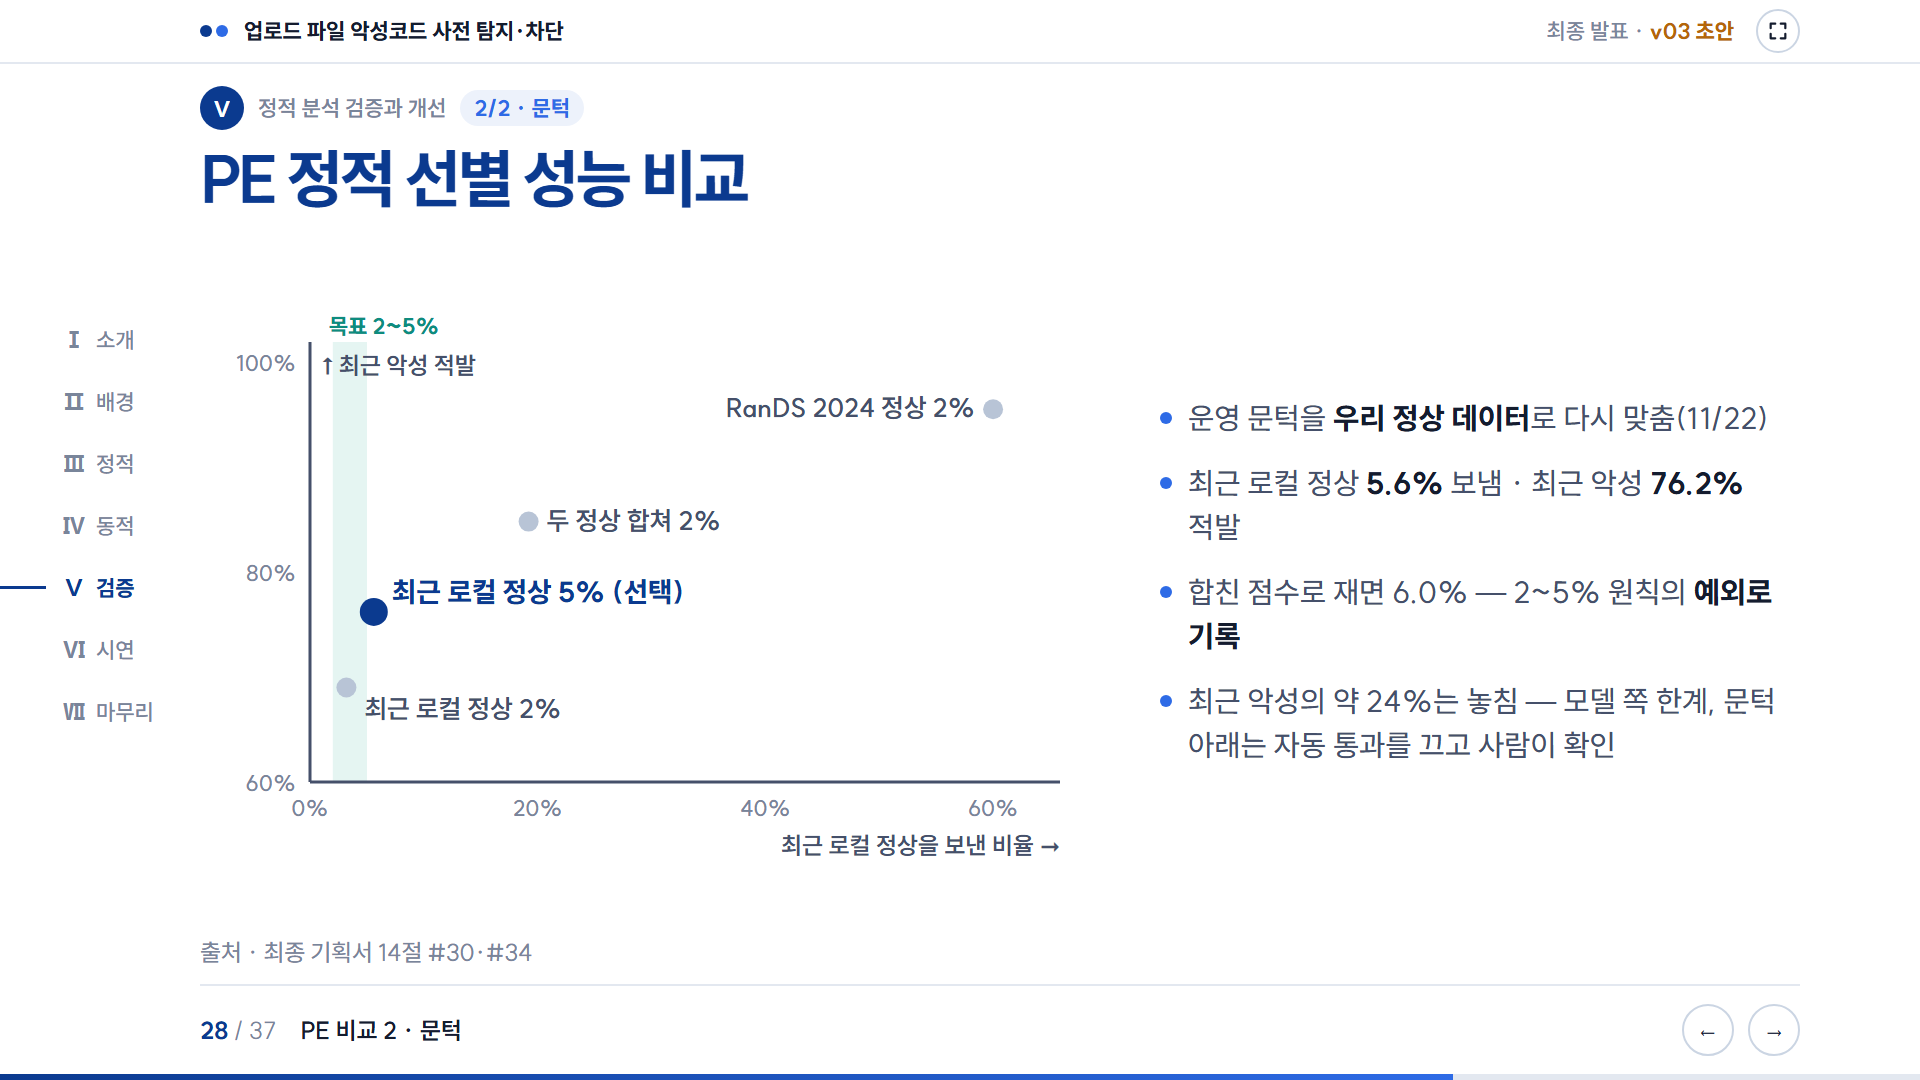 업로드 파일 악성코드 사전 탐지·차단
최종 발표 · v03 초안
V 정적 분석 검증과 개선 2/2 · 문턱
PE 정적 선별 성능 비교
I 소개
II 배경
III 정적
IV 동적
V 검증
VI 시연
VII 마무리
목표 2~5%
↑ 최근 악성 적발
100%
80%
60%
RanDS 2024 정상 2%
두 정상 합쳐 2%
최근 로컬 정상 5% (선택)
최근 로컬 정상 2%
0% 20% 40% 60%
최근 로컬 정상을 보낸 비율 →
운영 문턱을 우리 정상 데이터로 다시 맞춤(11/22)
최근 로컬 정상 5.6% 보냄 · 최근 악성 76.2%
적발
합친 점수로 재면 6.0% — 2~5% 원칙의 예외로
기록
최근 악성의 약 24%는 놓침 — 모델 쪽 한계, 문턱
아래는 자동 통과를 끄고 사람이 확인
출처 · 최종 기획서 14절 #30·#34
28 / 37 PE 비교 2 · 문턱
← →